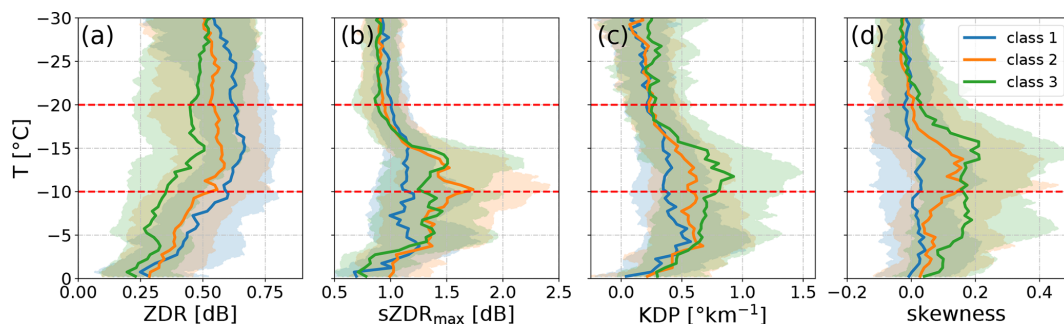 (a) (b) (c) (d)
class 1
class 2
class 3
−30
−25
−20
−15
−10
−5
0
T [°C]
0.00 0.25 0.50 0.75
0.5 1.0 1.5 2.0 2.5
0.0 0.5 1.0 1.5
−0.2 0.0 0.2 0.4
ZDR [dB] sZDRmax [dB] KDP [°km−1] skewness